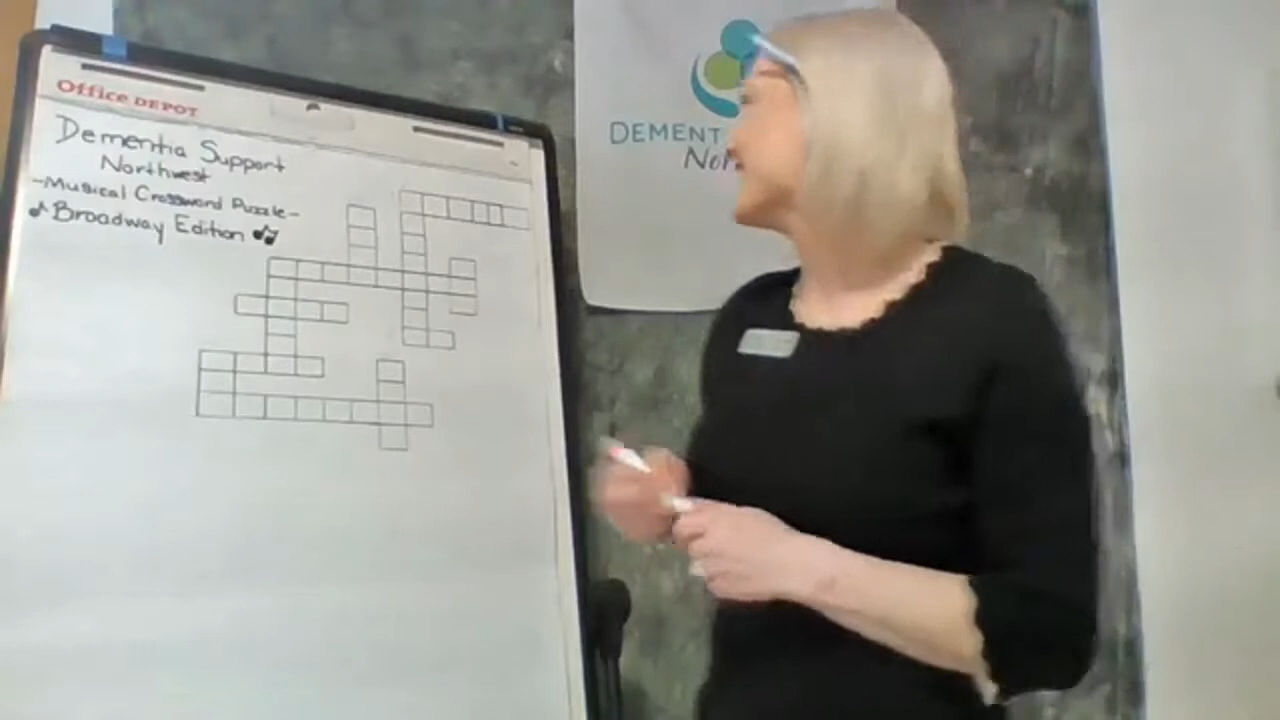 Office DEPOT
Dementia Support
Northwest
-Musical Crossword Puzzle-
Broadway Edition
DEMENT
Nor